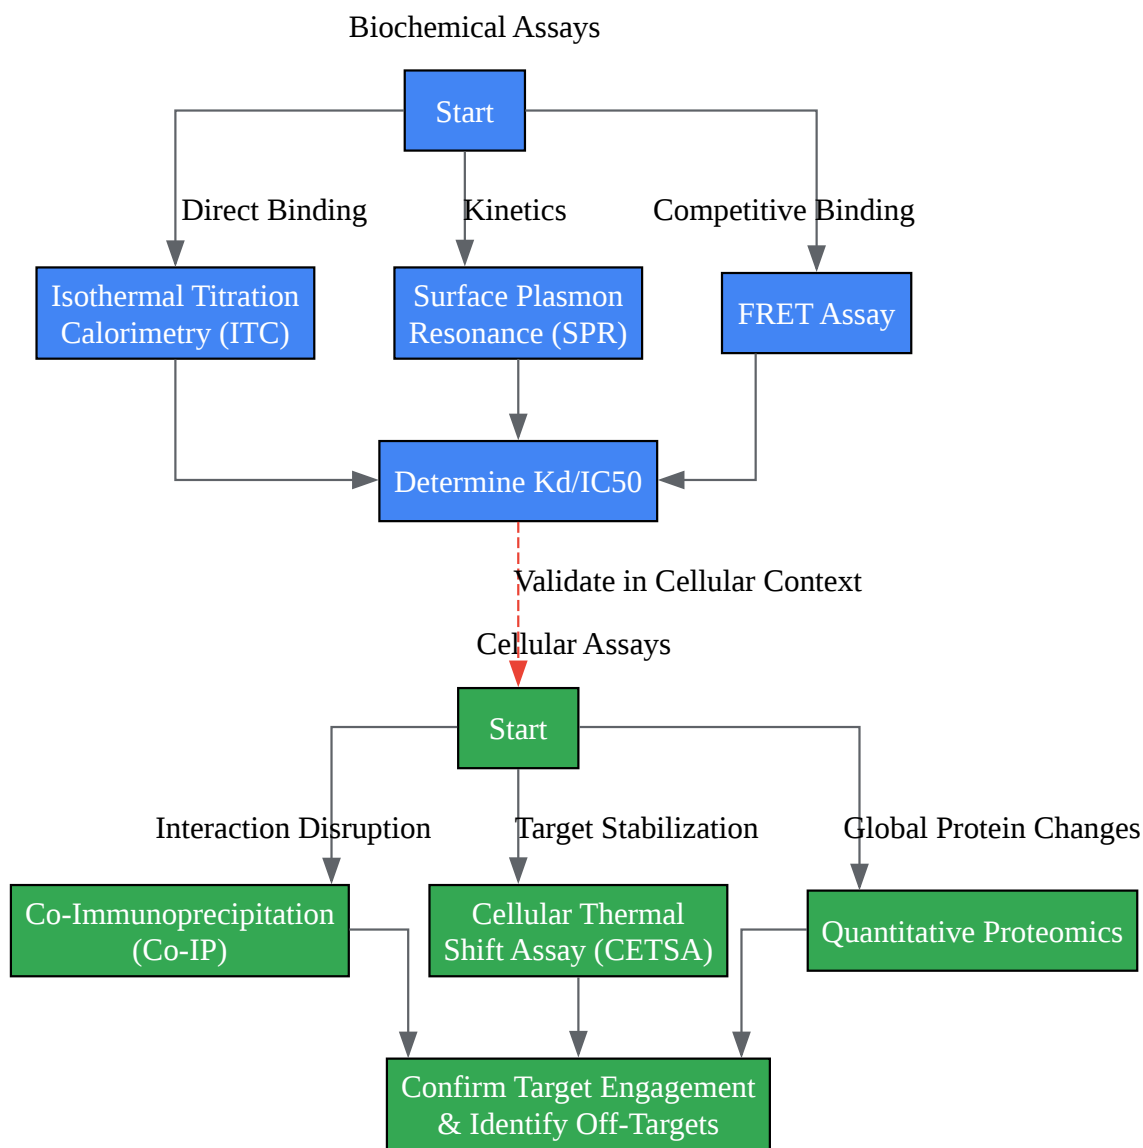 Biochemical Assays
Start
Direct Binding
Kinetics
Competitive Binding
Isothermal Titration
Calorimetry (ITC)
Surface Plasmon
Resonance (SPR)
FRET Assay
Determine Kd/IC50
Validate in Cellular Context
Cellular Assays
Start
Interaction Disruption
Target Stabilization
Global Protein Changes
Co-Immunoprecipitation
(Co-IP)
Cellular Thermal
Shift Assay (CETSA)
Quantitative Proteomics
Confirm Target Engagement
& Identify Off-Targets